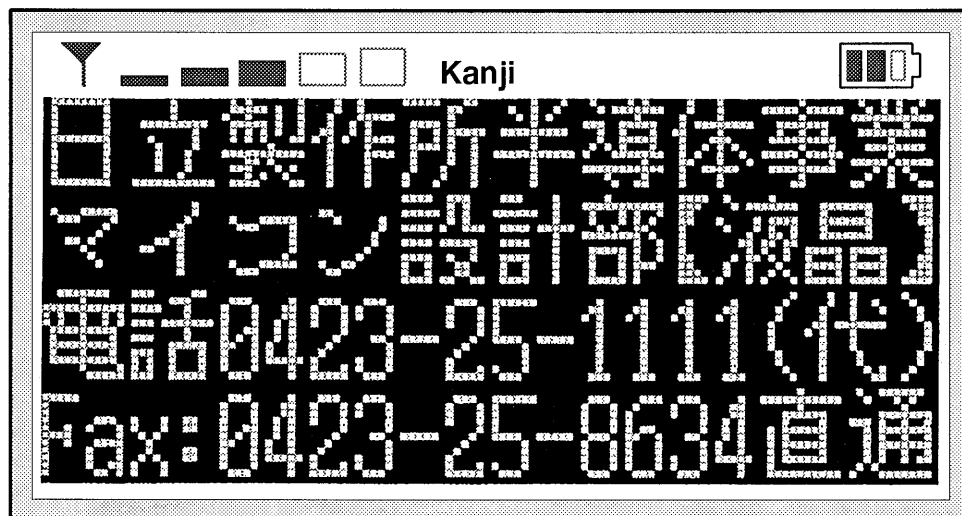 Kanji
日立製作所半導体事業
マイコン設計部【液晶】
電話0423-25-1111(代)
Fax:0423-25-8634直通